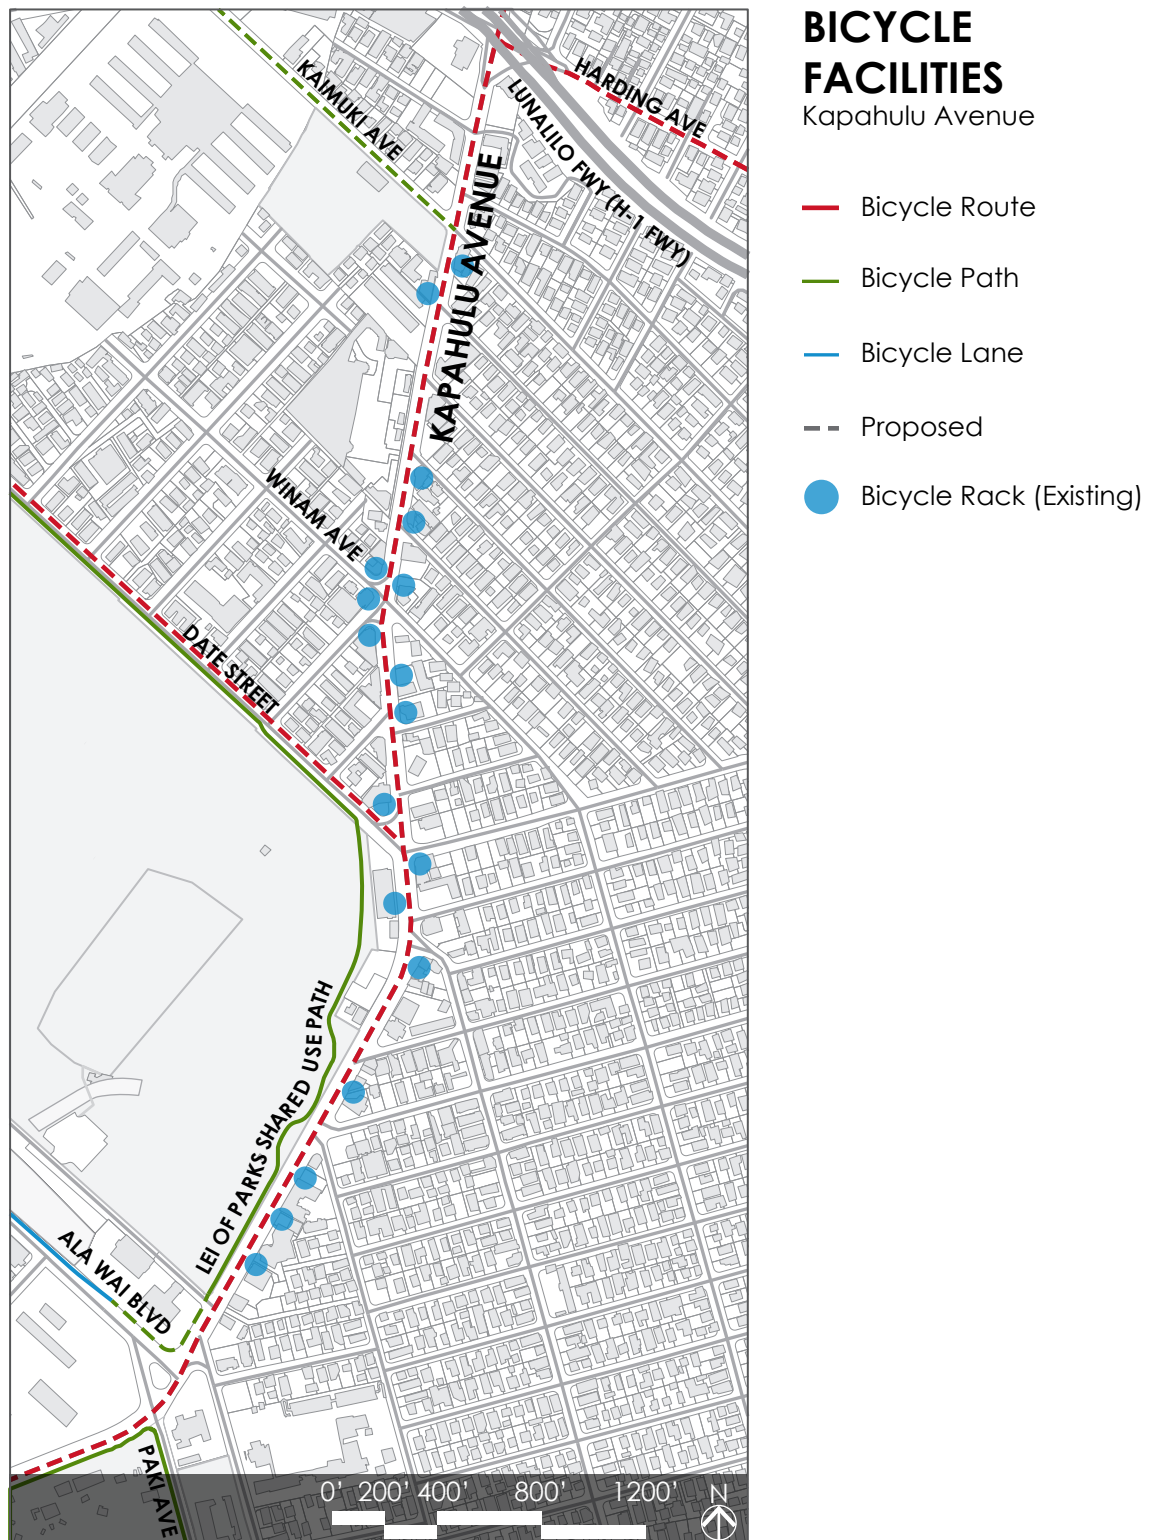 BICYCLE
FACILITIES
Kapahulu Avenue
Bicycle Route
Bicycle Path
Bicycle Lane
Proposed
Bicycle Rack (Existing)
KAIMUKI AVE
HARDING AVE
LUNALILO FWY (H-1 FWY)
KAPAHULU AVENUE
WINAM AVE
DATE STREET
LEI OF PARKS SHARED USE PATH
ALA WAI BLVD
PAKI AVE
0' 200' 400' 800' 1200' N